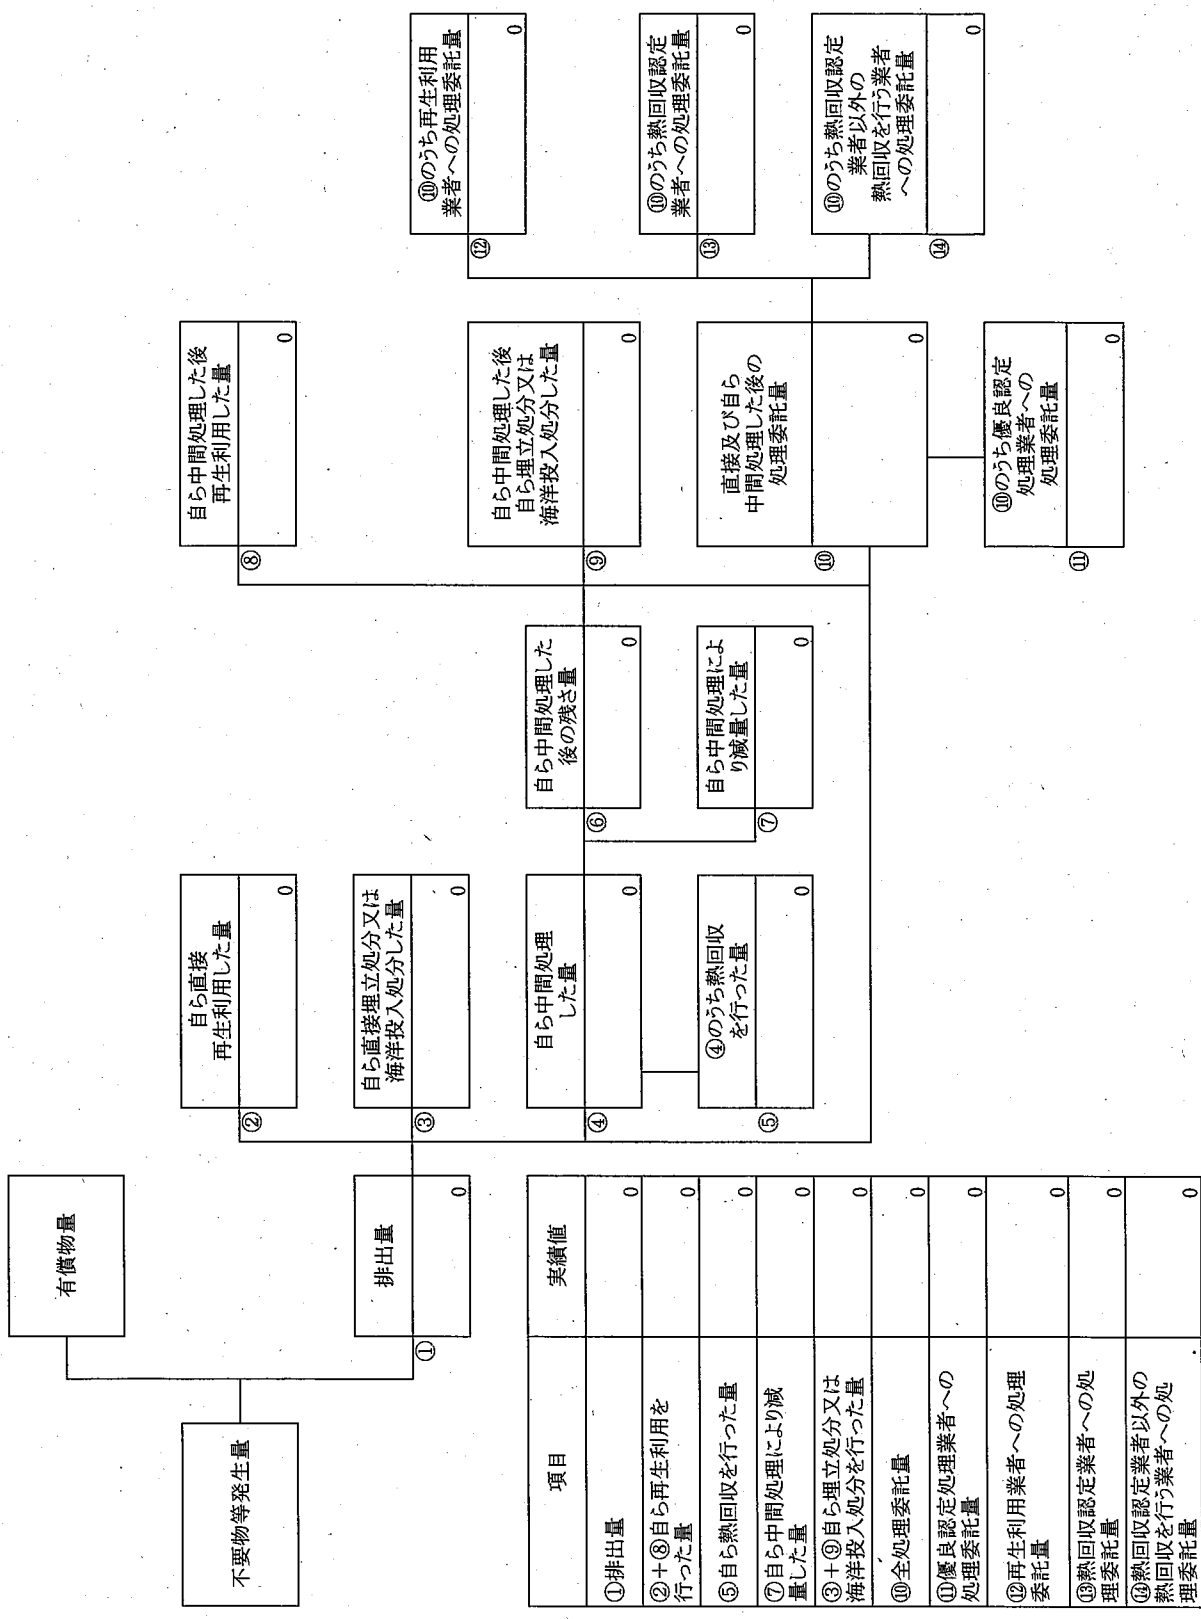 不要物等発生量
有償物量
①
排出量
0
②
自ら直接
再生利用した量
0
③
自ら直接埋立処分又は
海洋投入処分した量
0
④
自ら中間処理
した量
0
⑤
④のうち熱回収
を行った量
0
⑥
自ら中間処理した
後の残さ量
0
⑦
自ら中間処理によ
り減量した量
0
⑧
自ら中間処理した後
再生利用した量
0
⑨
自ら中間処理した後
自ら埋立処分又は
海洋投入処分した量
0
⑩
直接及び自ら
中間処理した後の
処理委託量
0
⑪
⑩のうち優良認定
処理業者への
処理委託量
0
⑫
⑩のうち再生利用
業者への処理委託量
0
⑬
⑩のうち熱回収認定
業者への処理委託量
0
⑭
⑩のうち熱回収認定
業者以外の
熱回収を行う業者
への処理委託量
0
項目 実績値
①排出量 0
②+⑧自ら再生利用を
行った量 0
⑤自ら熱回収を行った量 0
⑦自ら中間処理により減
量した量 0
③+⑨自ら埋立処分又は
海洋投入処分を行った量 0
⑩全処理委託量 0
⑪優良認定処理業者への
処理委託量 0
⑫再生利用業者への処理
委託量 0
⑬熱回収認定業者への処
理委託量 0
⑭熱回収認定業者以外の
熱回収を行う業者への処
理委託量 0